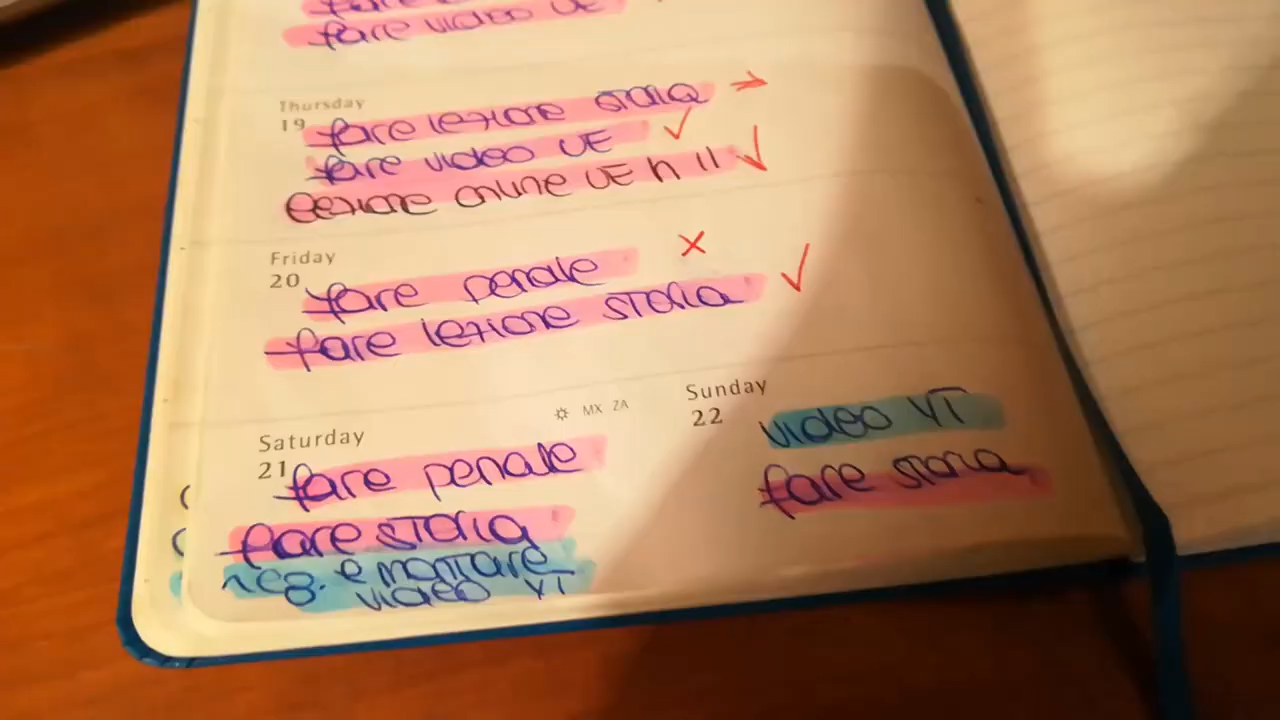 fare video UE
Thursday
19
fare lezione storia
fare video UE
lezione online UE h 11
Friday
20
fare penale
fare lezione storia
MX ZA
Saturday
21
fare penale
fare storia
reg. e montare
video YT
Sunday
22
video YT
fare storia